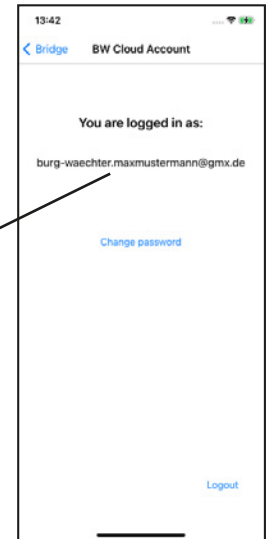 13:42
Bridge BW Cloud Account
You are logged in as:
burg-waechter.maxmustermann@gmx.de
Change password
Logout